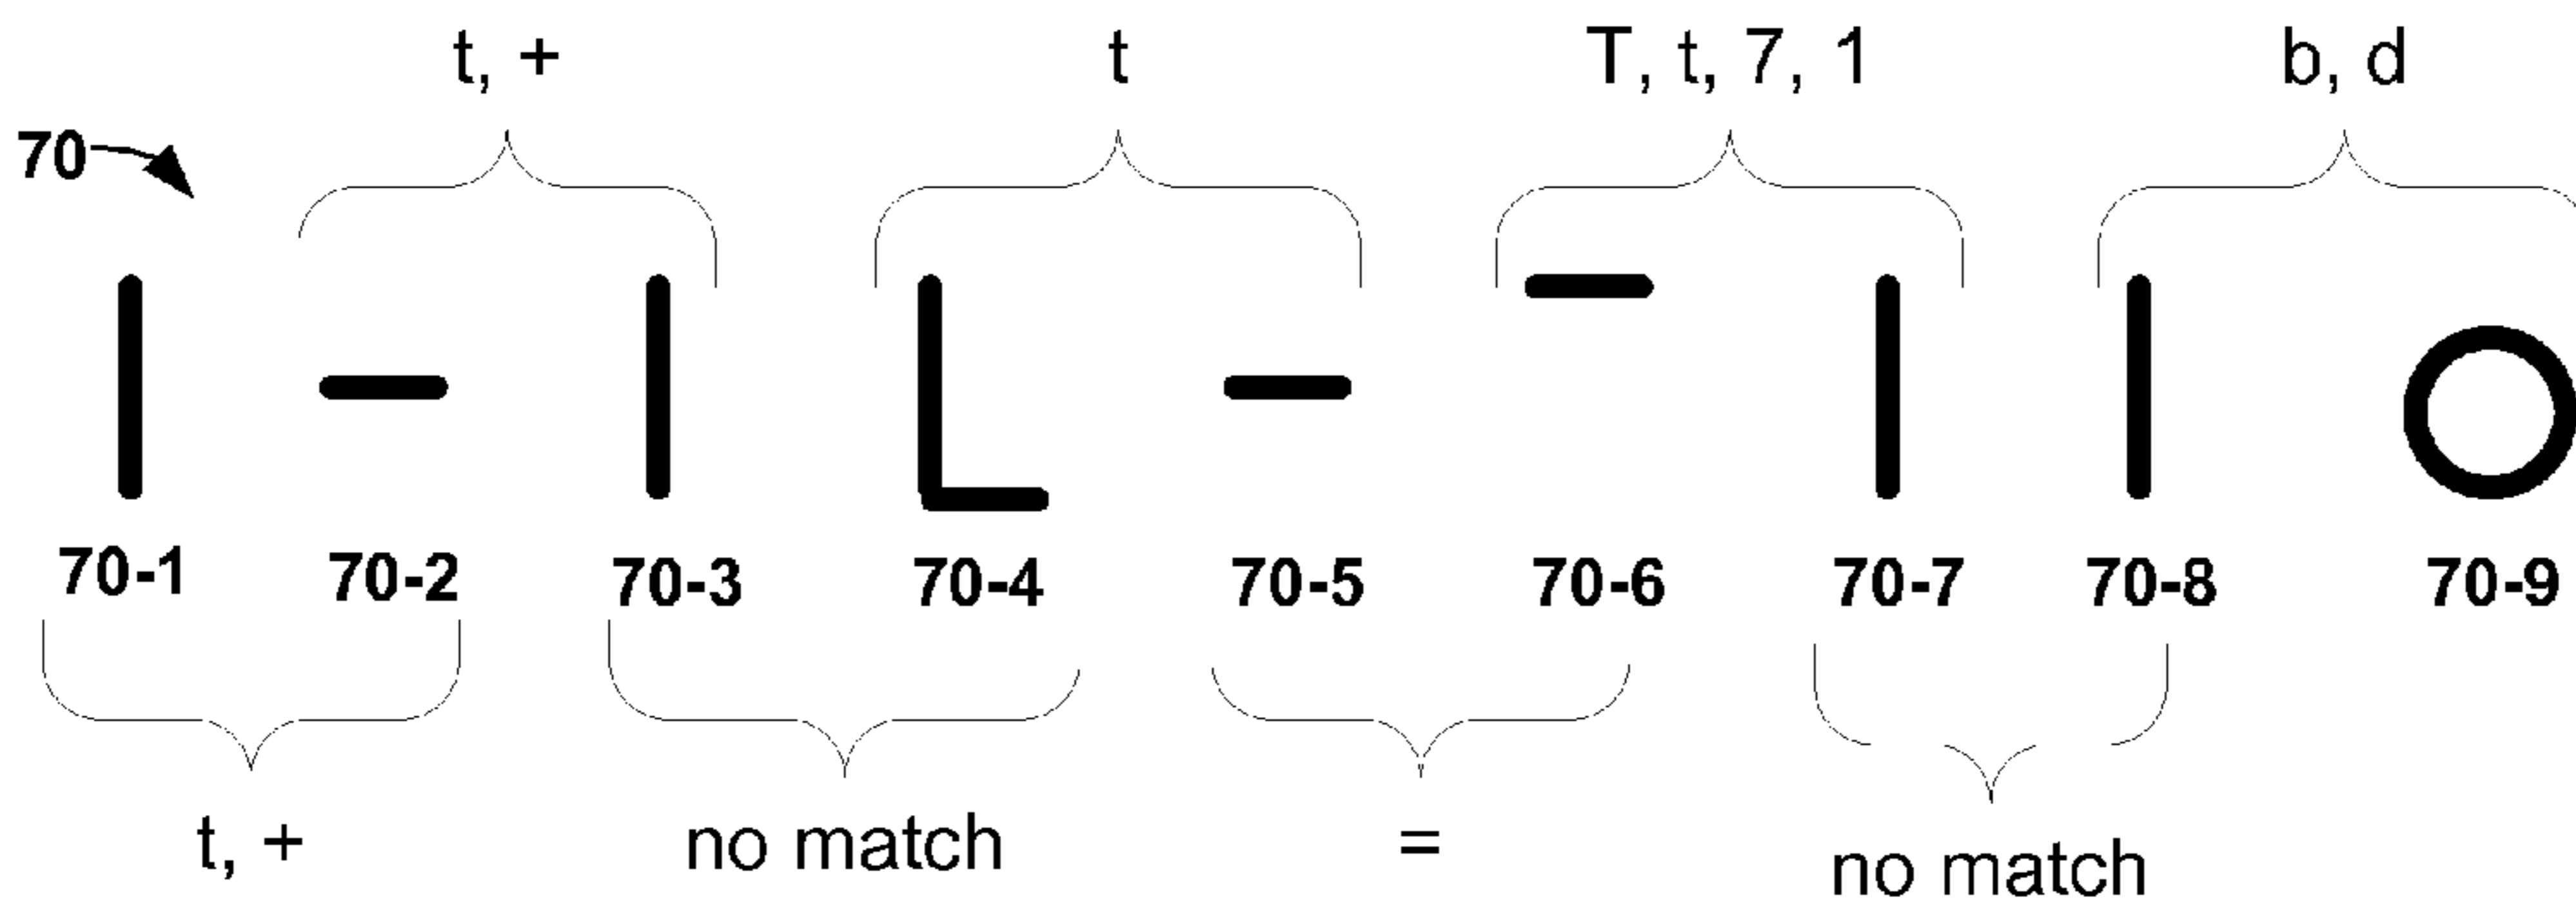 t, +   t   T, t, 7, 1   b, d
70
70-1   70-2   70-3   70-4   70-5   70-6   70-7   70-8   70-9
t, +   no match   =   no match